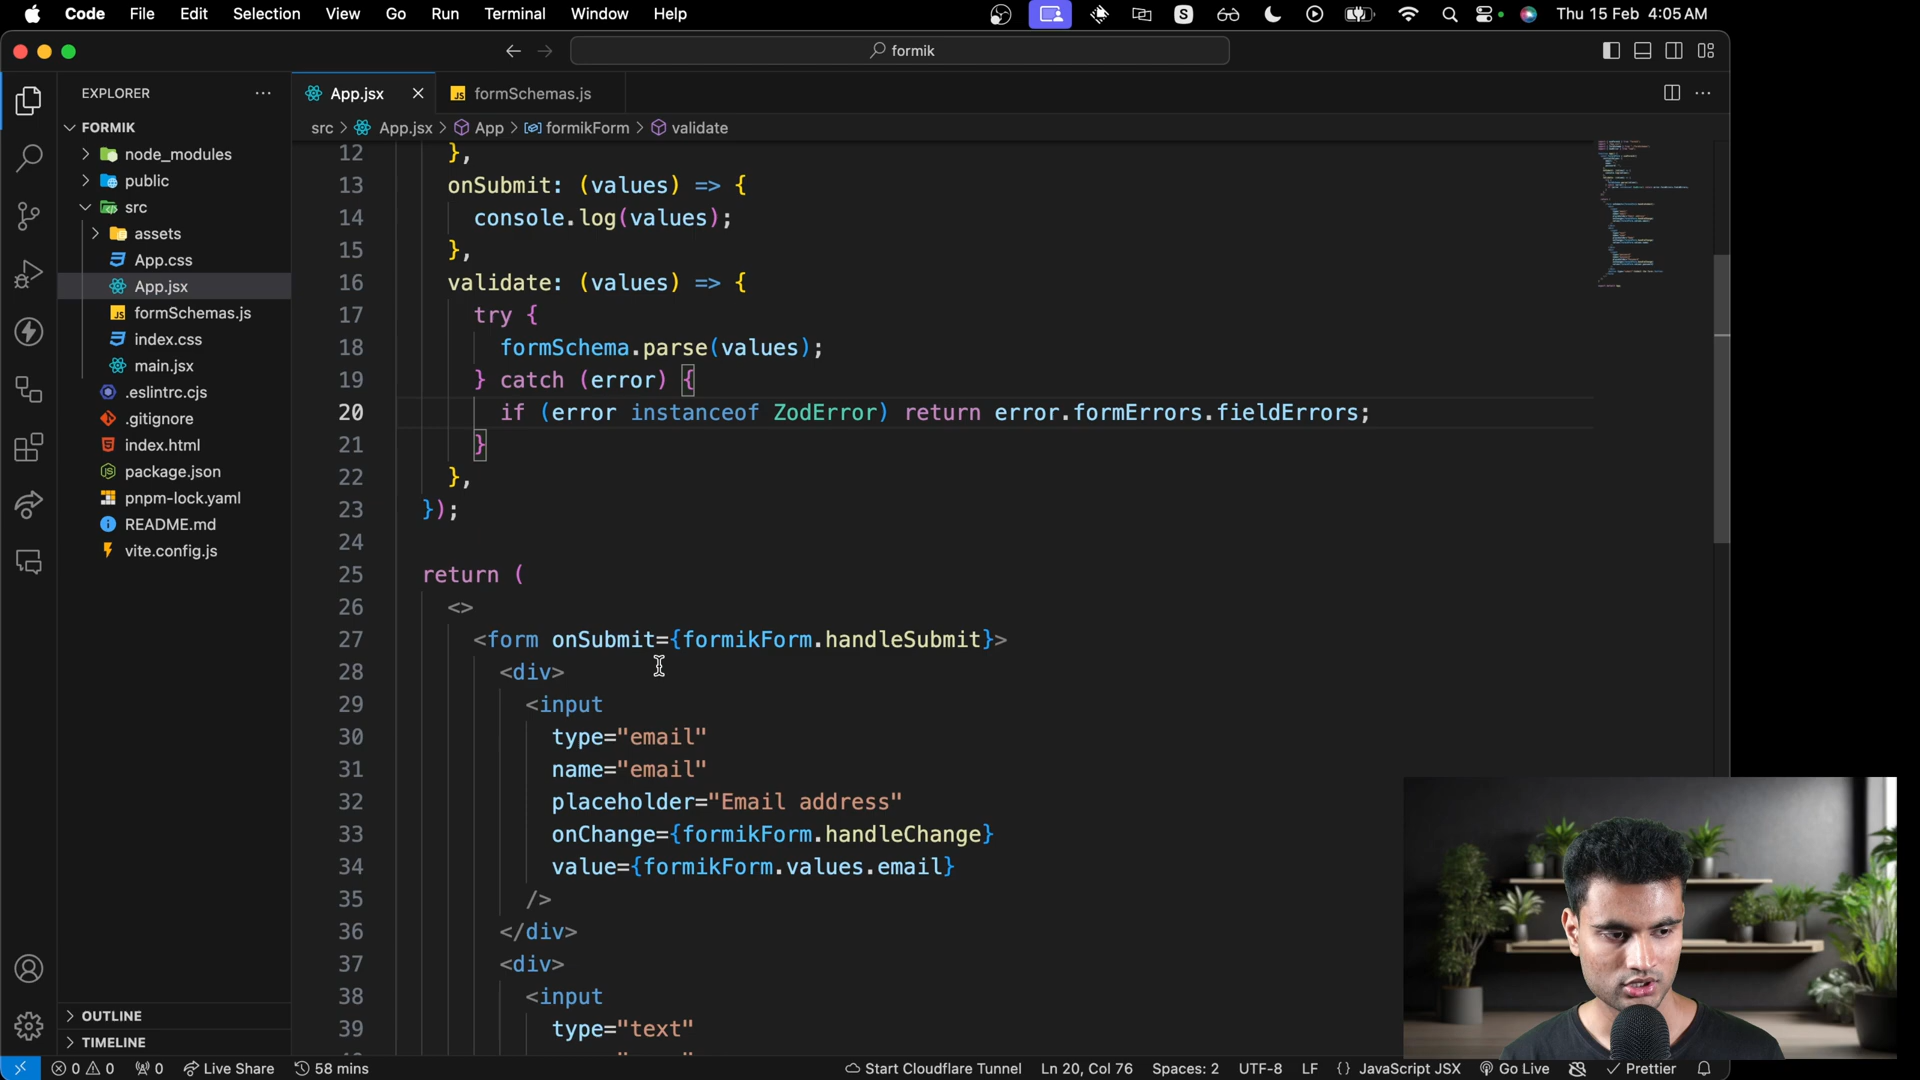 Code File Edit Selection View Go Run Terminal Window Help
S
Thu 15 Feb 4:05 AM
formik
EXPLORER
FORMIK
node_modules
public
src
assets
App.css
App.jsx
JS formSchemas.js
index.css
main.jsx
.eslintrc.cjs
.gitignore
index.html
package.json
pnpm-lock.yaml
README.md
vite.config.js
OUTLINE
TIMELINE
App.jsx
JS formSchemas.js
src > App.jsx > App > formikForm > validate
12 },
13 onSubmit: (values) => {
14 console.log(values);
15 },
16 validate: (values) => {
17 try {
18 formSchema.parse(values);
19 } catch (error) {
20 if (error instanceof ZodError) return error.formErrors.fieldErrors;
21 }
22 },
23 });
24
25 return (
26 <>
27 <form onSubmit={formikForm.handleSubmit}>
28 <div>
29 <input
30 type="email"
31 name="email"
32 placeholder="Email address"
33 onChange={formikForm.handleChange}
34 value={formikForm.values.email}
35 />
36 </div>
37 <div>
38 <input
39 type="text"
0 0 0 Live Share 58 mins Start Cloudflare Tunnel Ln 20, Col 76 Spaces: 2 UTF-8 LF {} JavaScript JSX Go Live Prettier